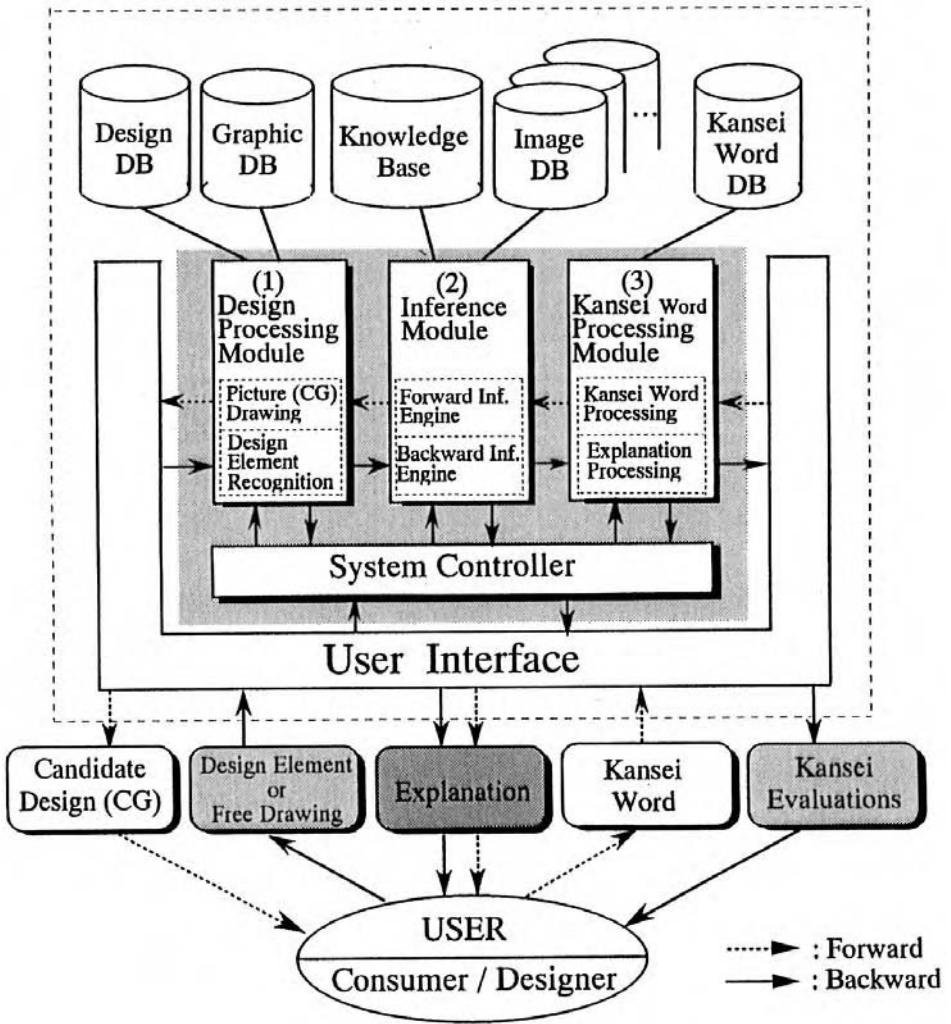 Design
DB
Graphic
DB
Knowledge
Base
Image
DB
...
Kansei
Word
DB
(1)
Design
Processing
Module
Picture (CG)
Drawing
Design
Element
Recognition
(2)
Inference
Module
Forward Inf.
Engine
Backward Inf.
Engine
(3)
Kansei Word
Processing
Module
Kansei Word
Processing
Explanation
Processing
System Controller
User Interface
Candidate
Design (CG)
Design Element
or
Free Drawing
Explanation
Kansei
Word
Kansei
Evaluations
USER
Consumer / Designer
: Forward
: Backward